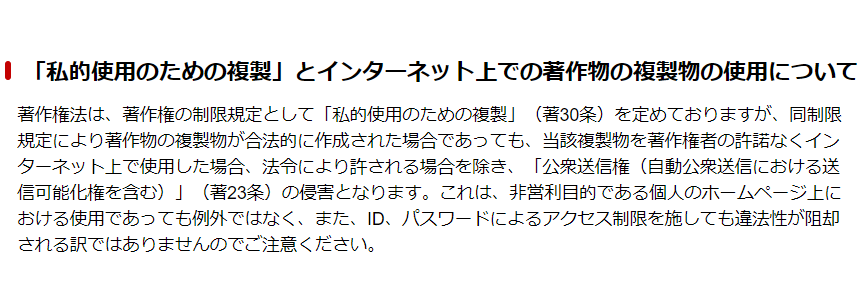 「私的使用のための複製」とインターネット上での著作物の複製物の使用について
著作権法は、著作権の制限規定として「私的使用のための複製」（著30条）を定めておりますが、同制限
規定により著作物の複製物が合法的に作成された場合であっても、当該複製物を著作権者の許諾なくイン
ターネット上で使用した場合、法令により許される場合を除き、「公衆送信権（自動公衆送信における送
信可能化権を含む）」（著23条）の侵害となります。これは、非営利目的である個人のホームページ上に
おける使用であっても例外ではなく、また、ID、パスワードによるアクセス制限を施しても違法性が阻却
される訳ではありませんのでご注意ください。